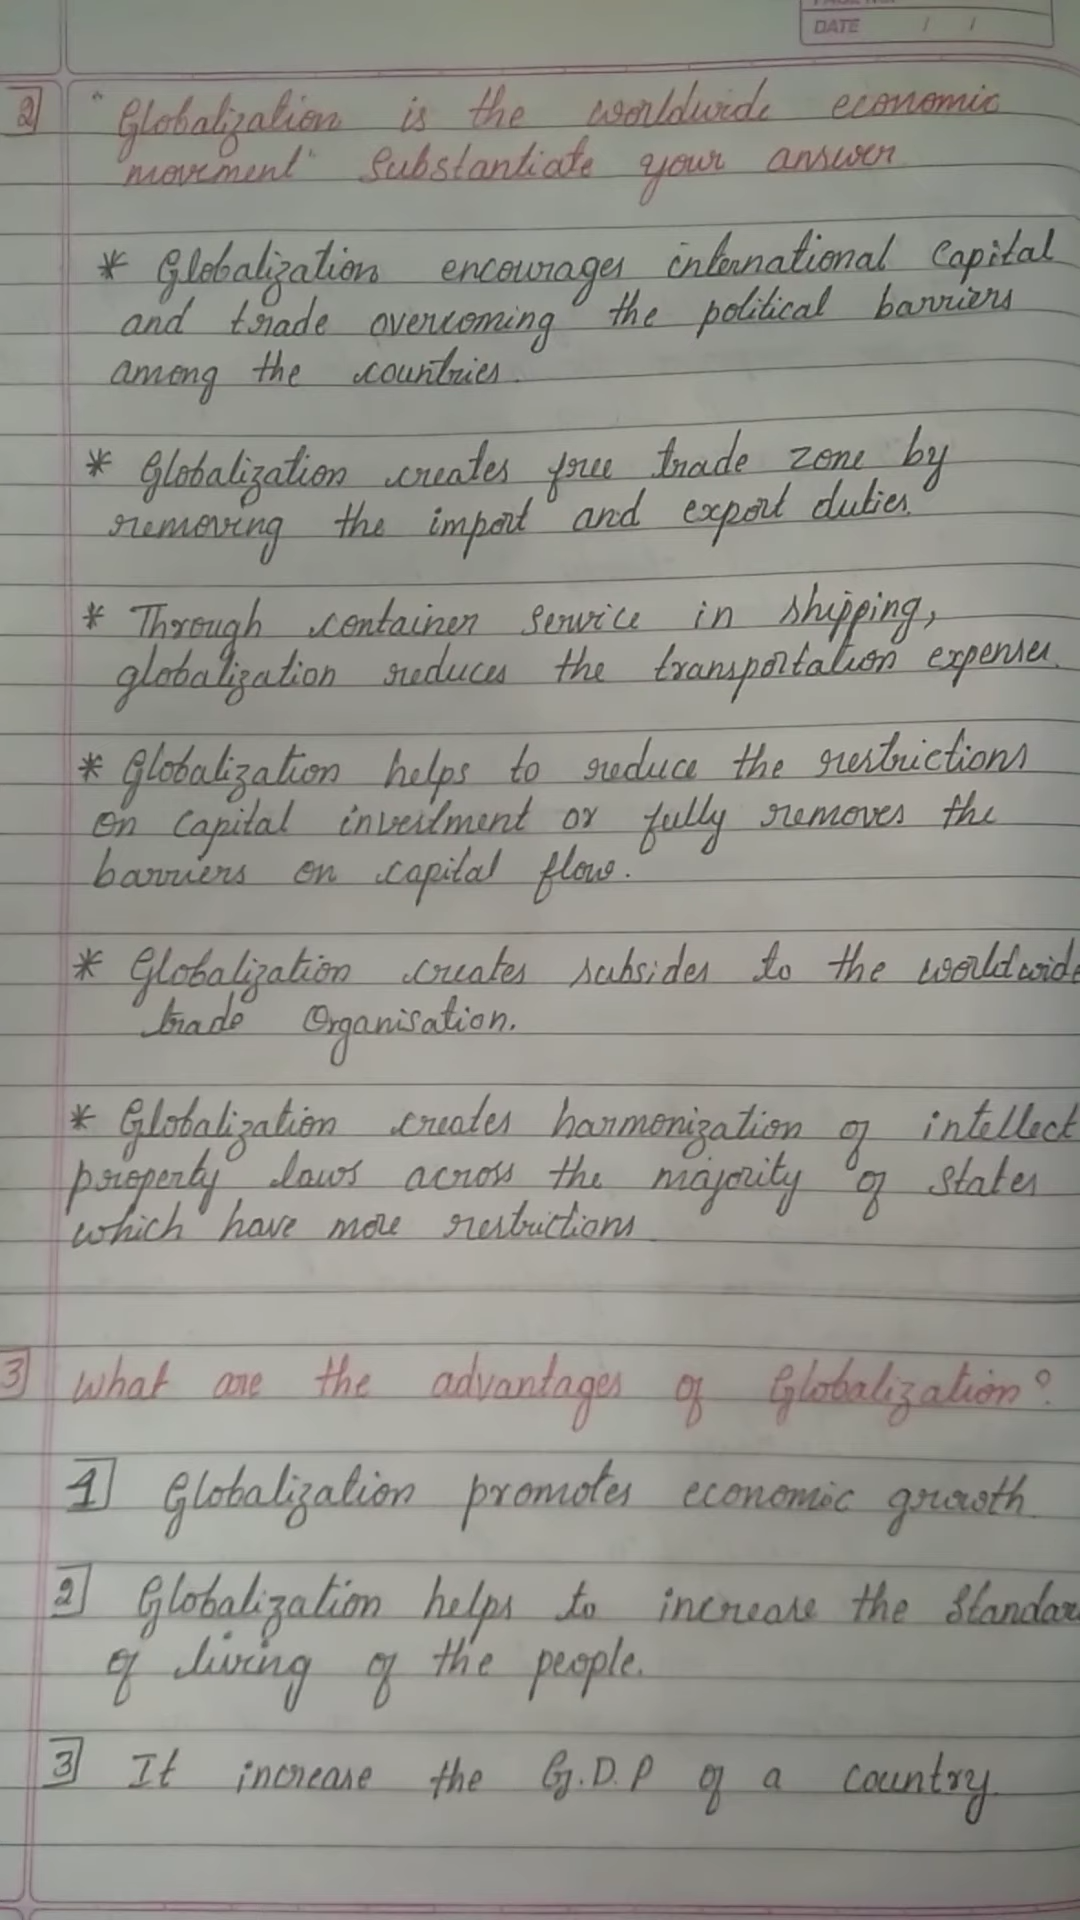 DATE / /
2] "Globalization is the worldwide economic
movement" Substantiate your answer
* Globalization encourages international Capital
and trade overcoming the political barriers
among the countries.
* Globalization creates free trade zone by
removing the import and export duties.
* Through container Service in shipping,
globalization reduces the transportation expenses.
* Globalization helps to reduce the restrictions
on Capital investment or fully removes the
barriers on capital flow.
* Globalization creates subsides to the worldwide
trade Organisation.
* Globalization creates harmonization of intellect
property laws across the majority of States
which have more restrictions
3] What are the advantages of Globalization?
1] Globalization promotes economic growth.
2] Globalization helps to increase the Standar
of living of the people.
3] It increase the G.D.P of a country.